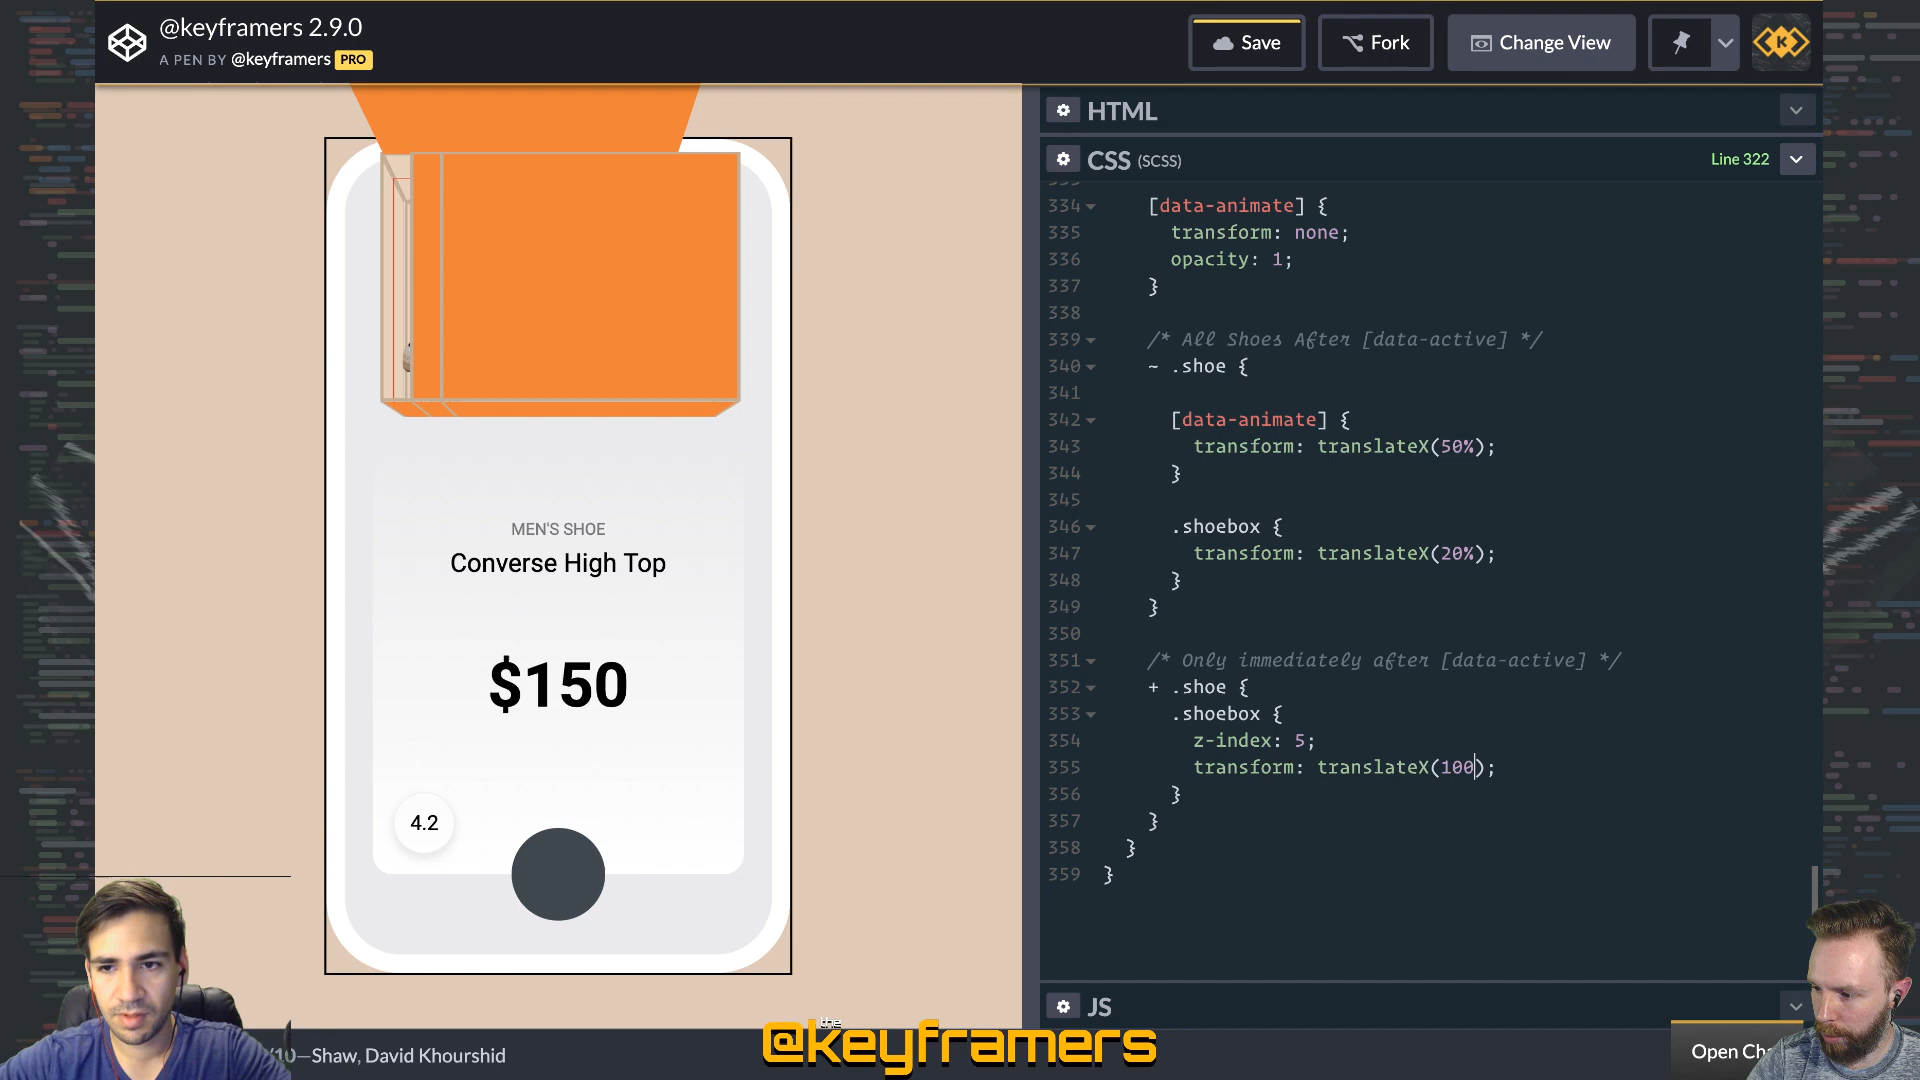 @keyframers 2.9.0
A PEN BY @keyframers PRO
Save
Fork
Change View
K
HTML
CSS (SCSS)
Line 322
334 [data-animate] {
335 transform: none;
336 opacity: 1;
337 }
338
339 /* All Shoes After [data-active] */
340 ~ .shoe {
341
342 [data-animate] {
343 transform: translateX(50%);
344 }
345
346 .shoebox {
347 transform: translateX(20%);
348 }
349 }
350
351 /* Only immediately after [data-active] */
352 + .shoe {
353 .shoebox {
354 z-index: 5;
355 transform: translateX(100);
356 }
357 }
358 }
359 }
MEN'S SHOE
Converse High Top
$150
4.2
JS
/10—Shaw, David Khourshid
the
@keyframers
Open